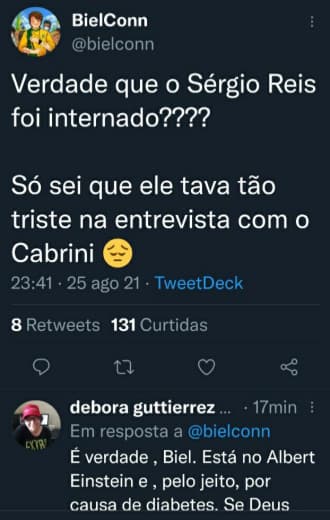 BielConn
@bielconn
Verdade que o Sérgio Reis
foi internado????
Só sei que ele tava tão
triste na entrevista com o
Cabrini 😔
23:41 · 25 ago 21 · TweetDeck
8 Retweets 131 Curtidas
debora guttierrez ... · 17min
Em resposta a @bielconn
É verdade , Biel. Está no Albert
Einstein e , pelo jeito, por
causa de diabetes. Se Deus